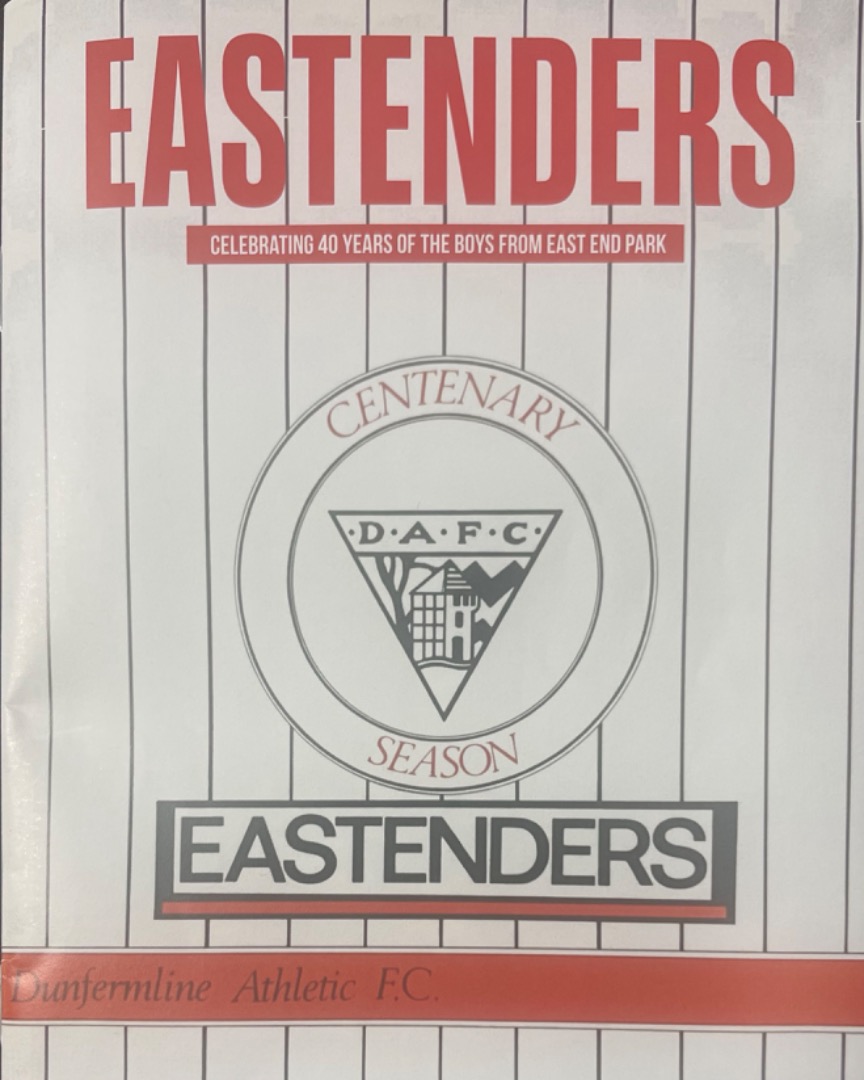 EASTENDERS
CELEBRATING 40 YEARS OF THE BOYS FROM EAST END PARK
CENTENARY
·D·A·F·C·
SEASON
EASTENDERS
Dunfermline Athletic F.C.